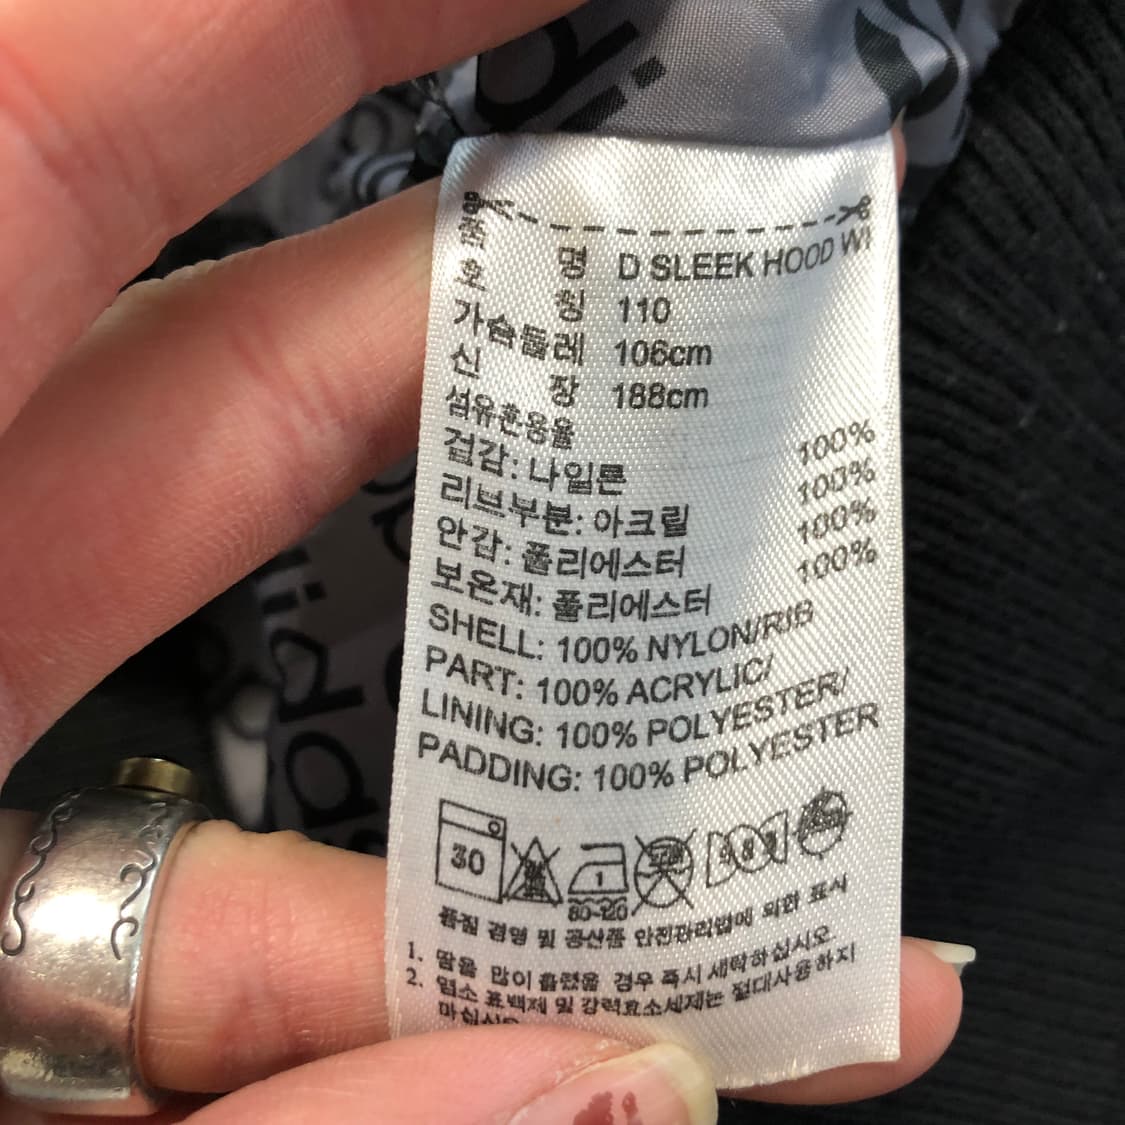 품 명 D SLEEK HOOD W
호 칭 110
가슴둘레 106cm
신 장 188cm
섬유혼용율
겉감: 나일론 100%
리브부분: 아크릴 100%
안감: 폴리에스터 100%
보온재: 폴리에스터 100%
SHELL: 100% NYLON/RIB
PART: 100% ACRYLIC/
LINING: 100% POLYESTER/
PADDING: 100% POLYESTER
30
1
80-120
품질 경영 및 공산품 안전관리법에 의한 표시
1. 땀을 많이 흘렸을 경우 즉시 세탁하십시오
2. 염소 표백제 및 강력효소세제는 절대사용하지
마십시오